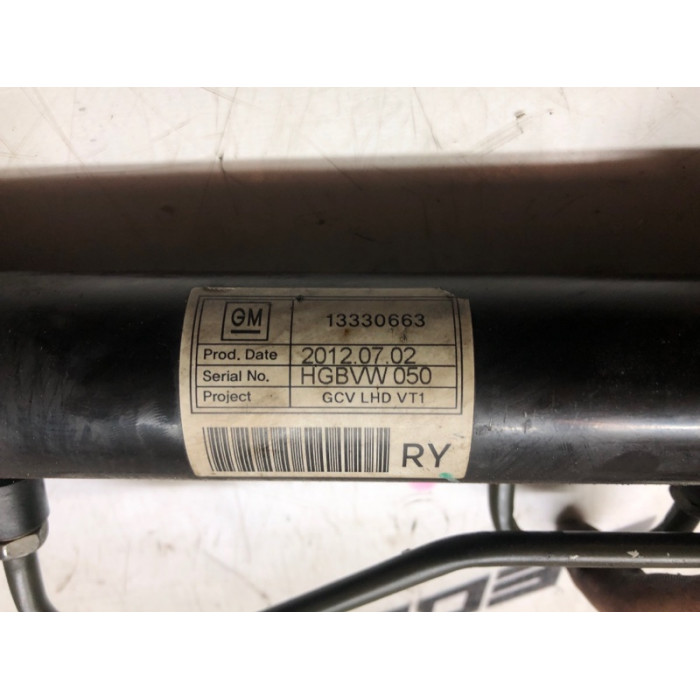 GM 13330663
Prod. Date 2012.07.02
Serial No. HGBVW 050
Project GCV LHD VT1
RY